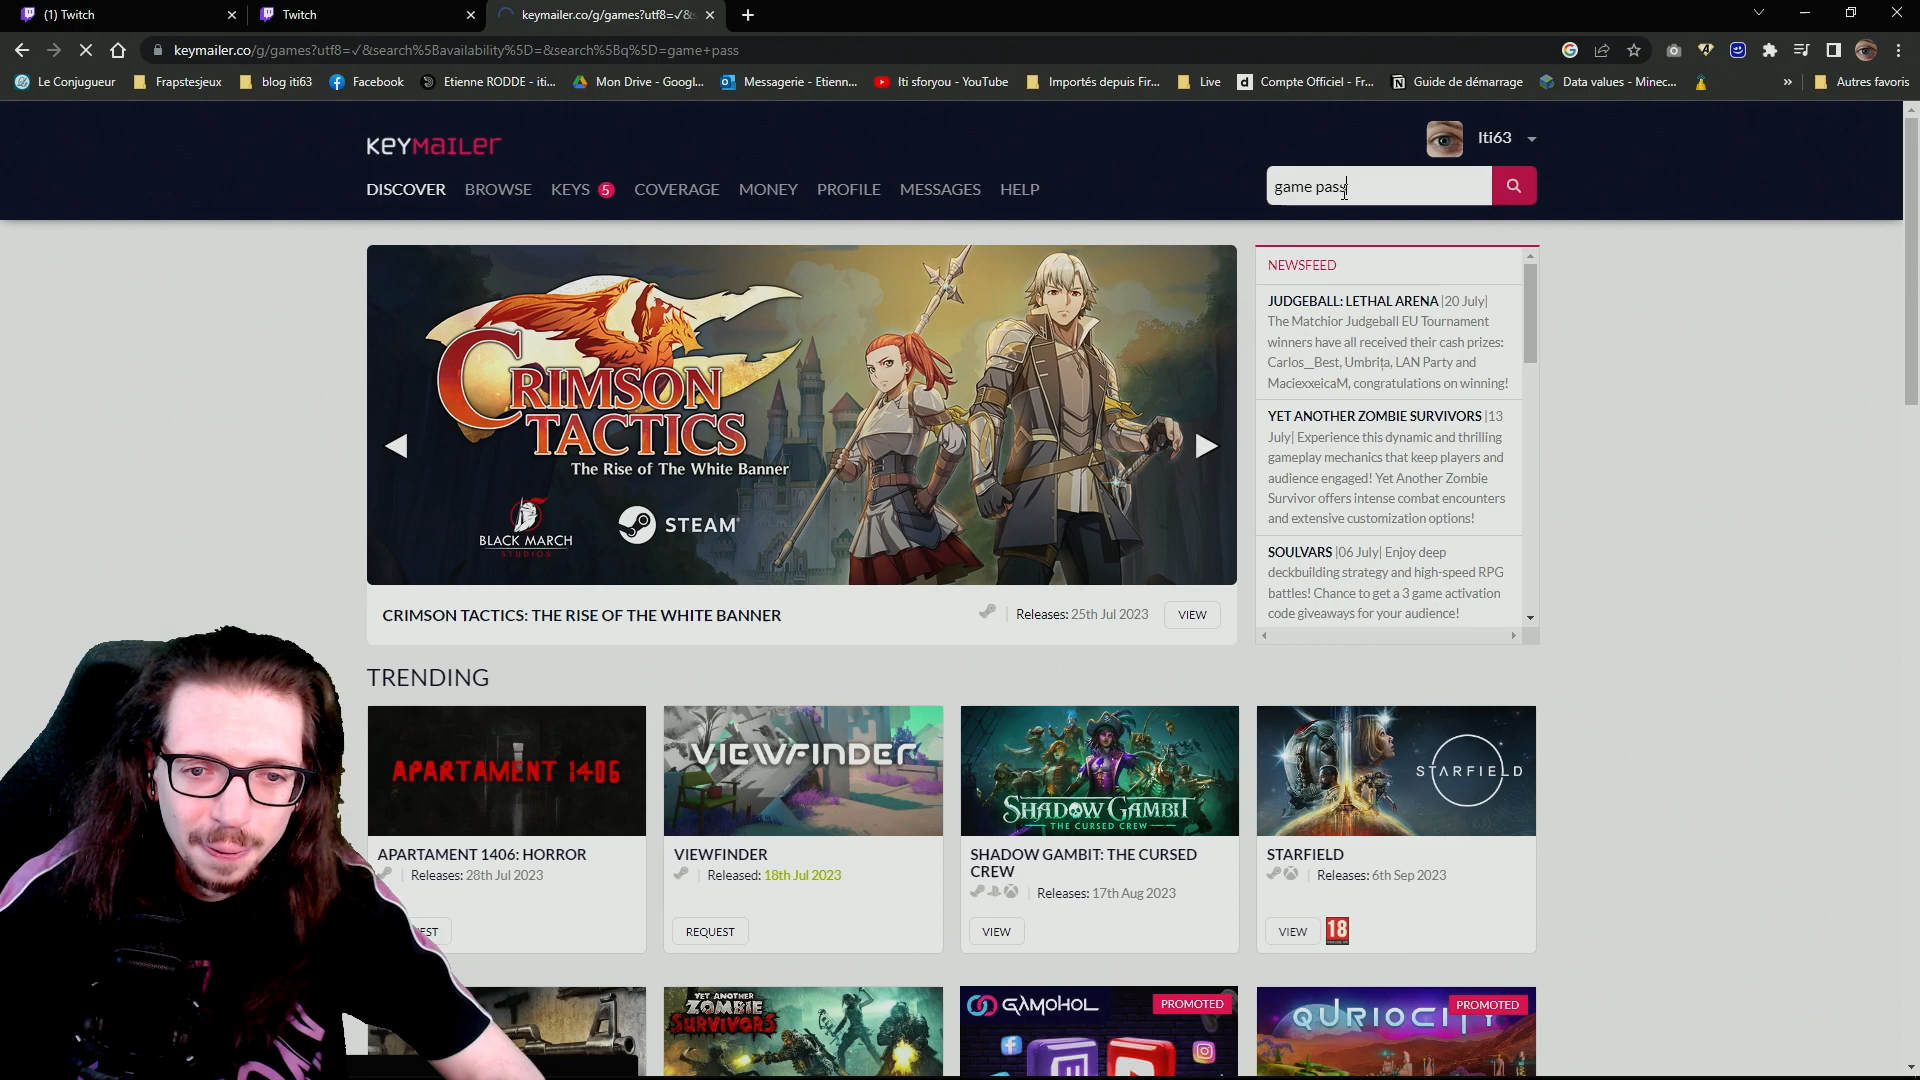 (1) Twitch
Twitch
keymailer.co/g/games?utf8=✓&s
keymailer.co/g/games?utf8=✓&search%5Bavailability%5D=&search%5Bq%5D=game+pass
Le Conjugueur
Frapstesjeux
blog iti63
Facebook
Etienne RODDE - iti...
Mon Drive - Googl...
Messagerie - Etienn...
Iti sforyou - YouTube
Importés depuis Fir...
Live
Compte Officiel - Fr...
Guide de démarrage
Data values - Minec...
»
Autres favoris
KEYMAILER
Iti63
DISCOVER
BROWSE
KEYS 5
COVERAGE
MONEY
PROFILE
MESSAGES
HELP
game pass
CRIMSON
TACTICS
The Rise of The White Banner
BLACK MARCH
STUDIOS
STEAM
CRIMSON TACTICS: THE RISE OF THE WHITE BANNER
Releases: 25th Jul 2023
VIEW
NEWSFEED
JUDGEBALL: LETHAL ARENA |20 July|
The Matchior Judgeball EU Tournament
winners have all received their cash prizes:
Carlos__Best, Umbrița, LAN Party and
MaciexxeicaM, congratulations on winning!
YET ANOTHER ZOMBIE SURVIVORS |13
July| Experience this dynamic and thrilling
gameplay mechanics that keep players and
audience engaged! Yet Another Zombie
Survivor offers intense combat encounters
and extensive customization options!
SOULVARS |06 July| Enjoy deep
deckbuilding strategy and high-speed RPG
battles! Chance to get a 3 game activation
code giveaways for your audience!
TRENDING
APARTAMENT 1406
VIEWFINDER
SHADOW GAMBIT
THE CURSED CREW
STARFIELD
APARTAMENT 1406: HORROR
Releases: 28th Jul 2023
EST
VIEWFINDER
Released: 18th Jul 2023
REQUEST
SHADOW GAMBIT: THE CURSED
CREW
Releases: 17th Aug 2023
VIEW
STARFIELD
Releases: 6th Sep 2023
VIEW
18
YET ANOTHER
ZOMBIE
SURVIVORS
GAMOHOL
PROMOTED
QURIOCITY
PROMOTED